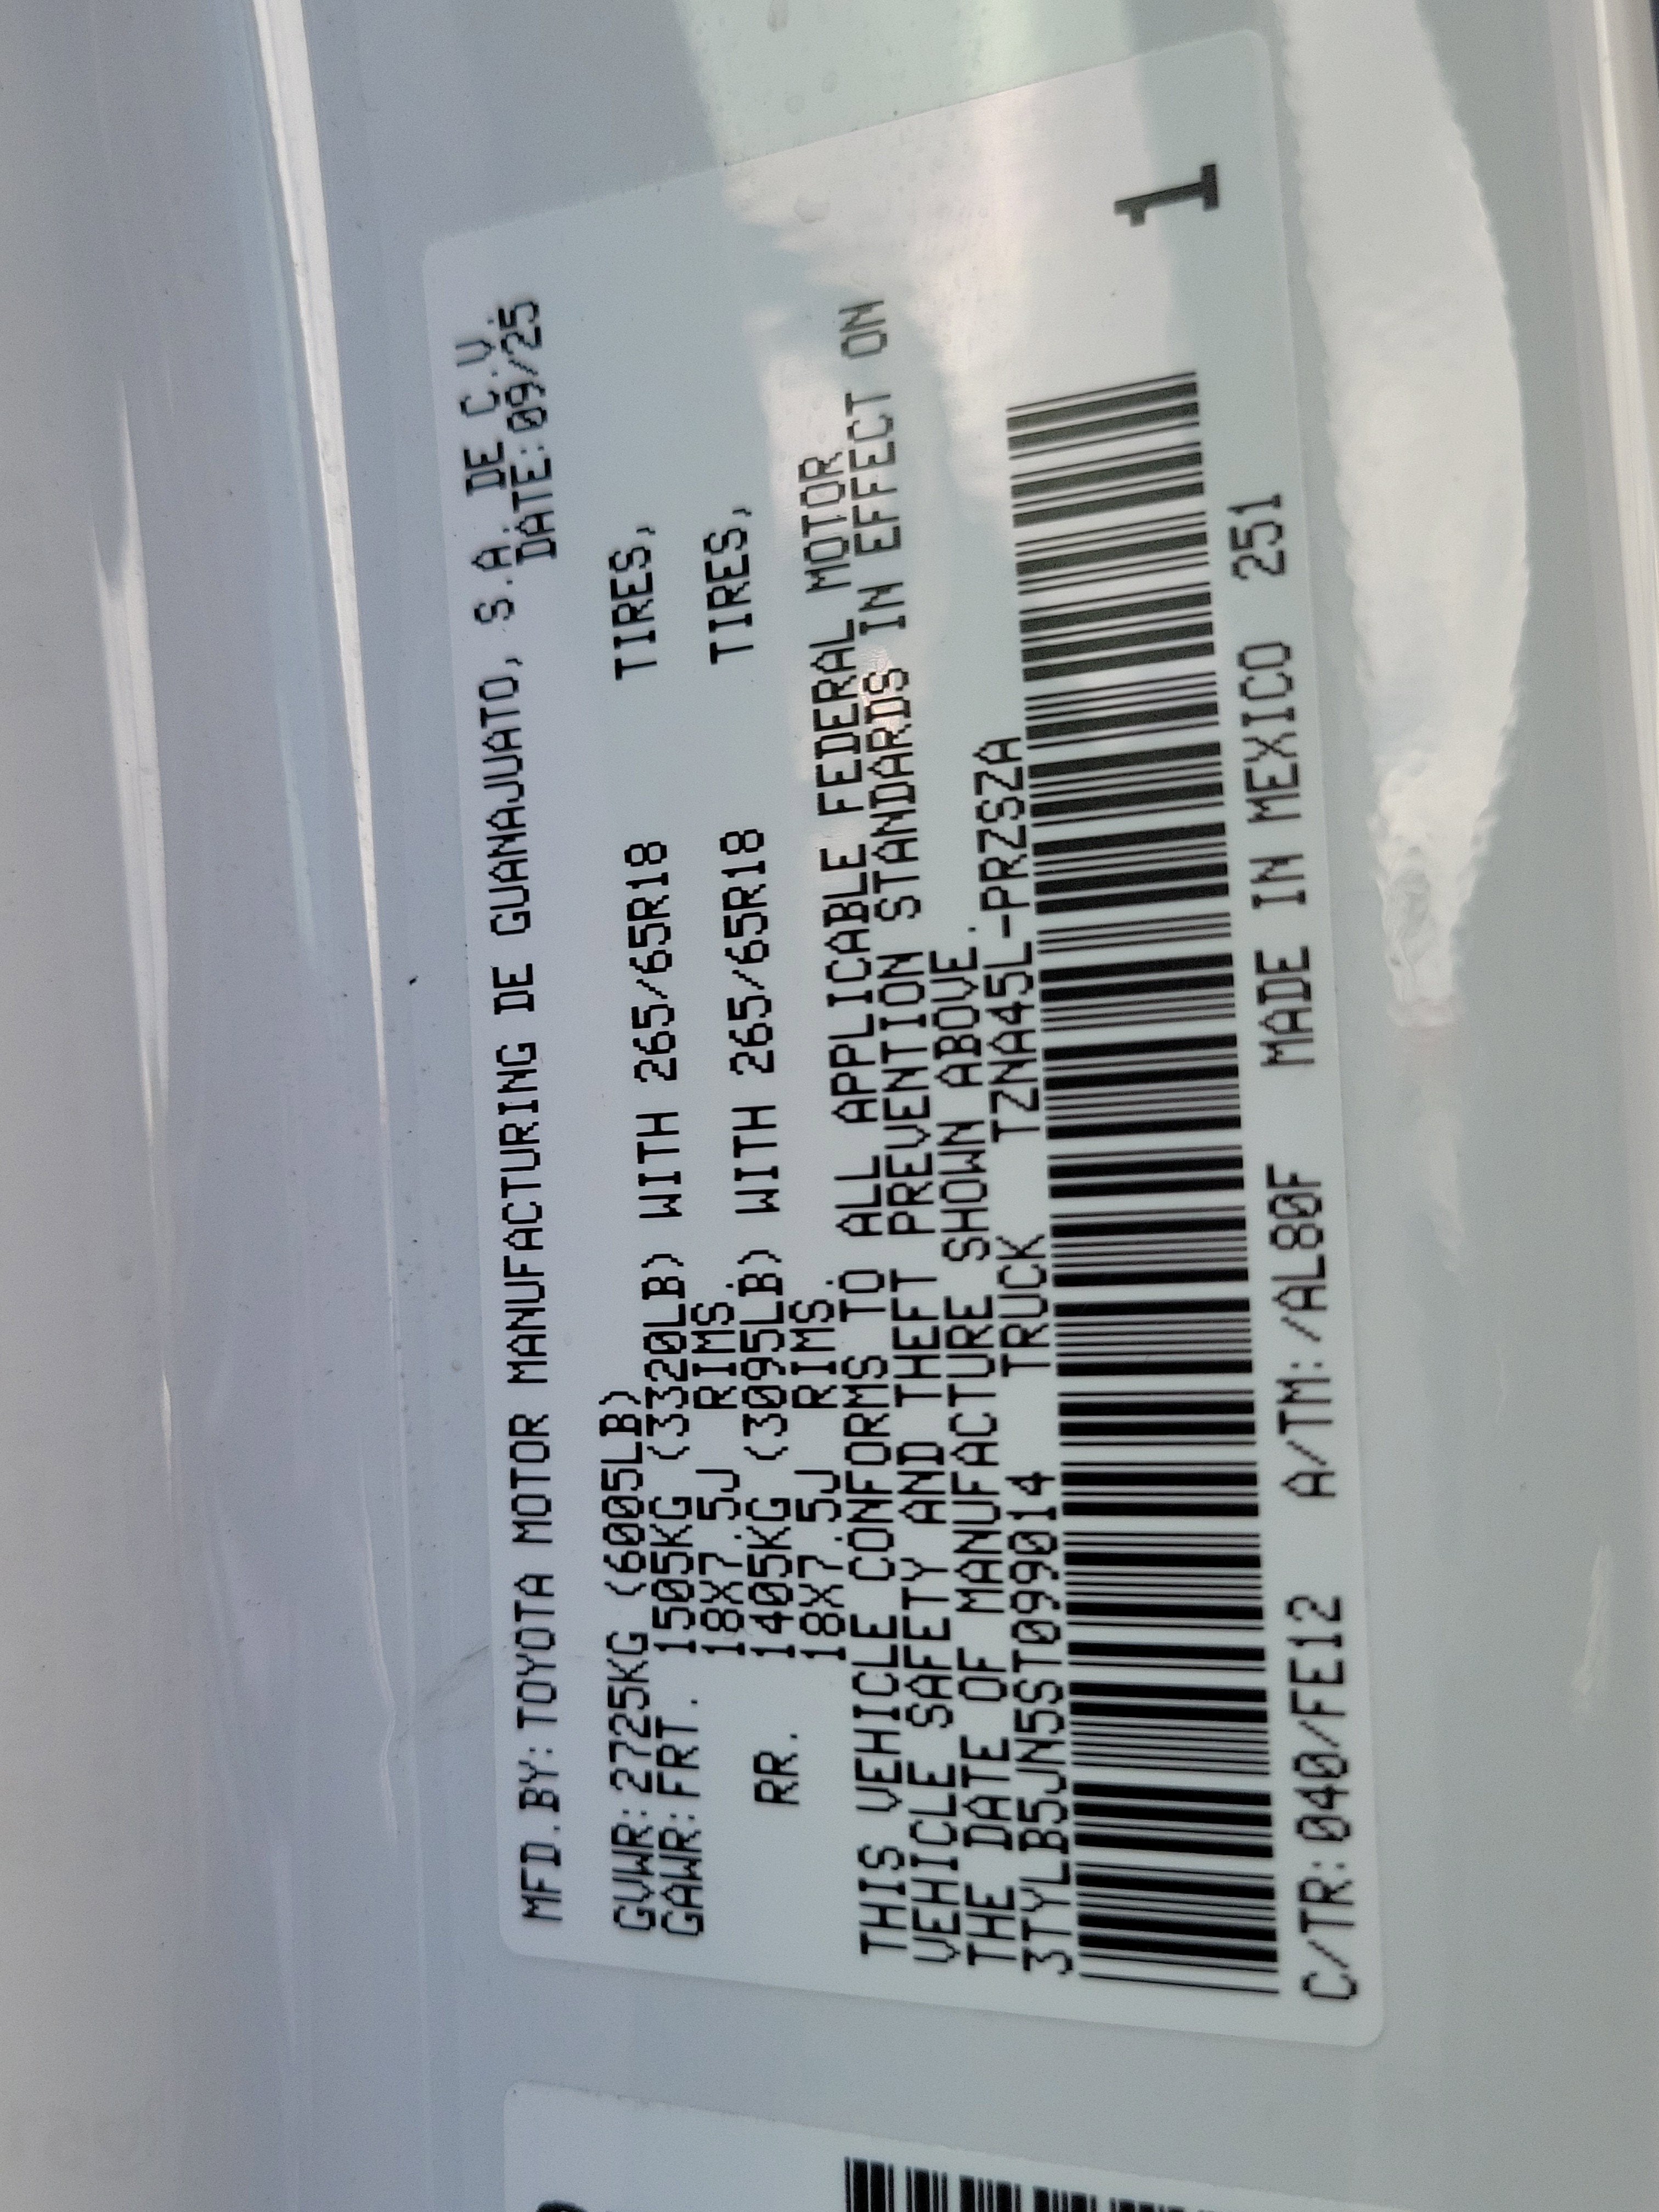 MFD.BY:TOYOTA MOTOR MANUFACTURING DE GUANAJUATO, S.A. DE C.V.
DATE:09/25
GVWR:2725KG (6005LB)
GAWR:FRT. 1505KG (3320LB) WITH 265/65R18 TIRES,
18X7.5J RIMS.
RR. 1405KG (3095LB) WITH 265/65R18 TIRES,
18X7.5J RIMS.
THIS VEHICLE CONFORMS TO ALL APPLICABLE FEDERAL MOTOR
VEHICLE SAFETY AND THEFT PREVENTION STANDARDS IN EFFECT ON
THE DATE OF MANUFACTURE SHOWN ABOVE.
3TYLB5JN5ST099014 TRUCK TZNA45L-PRZSZA
1
C/TR:040/FE12 A/TM:/AL80F MADE IN MEXICO 251